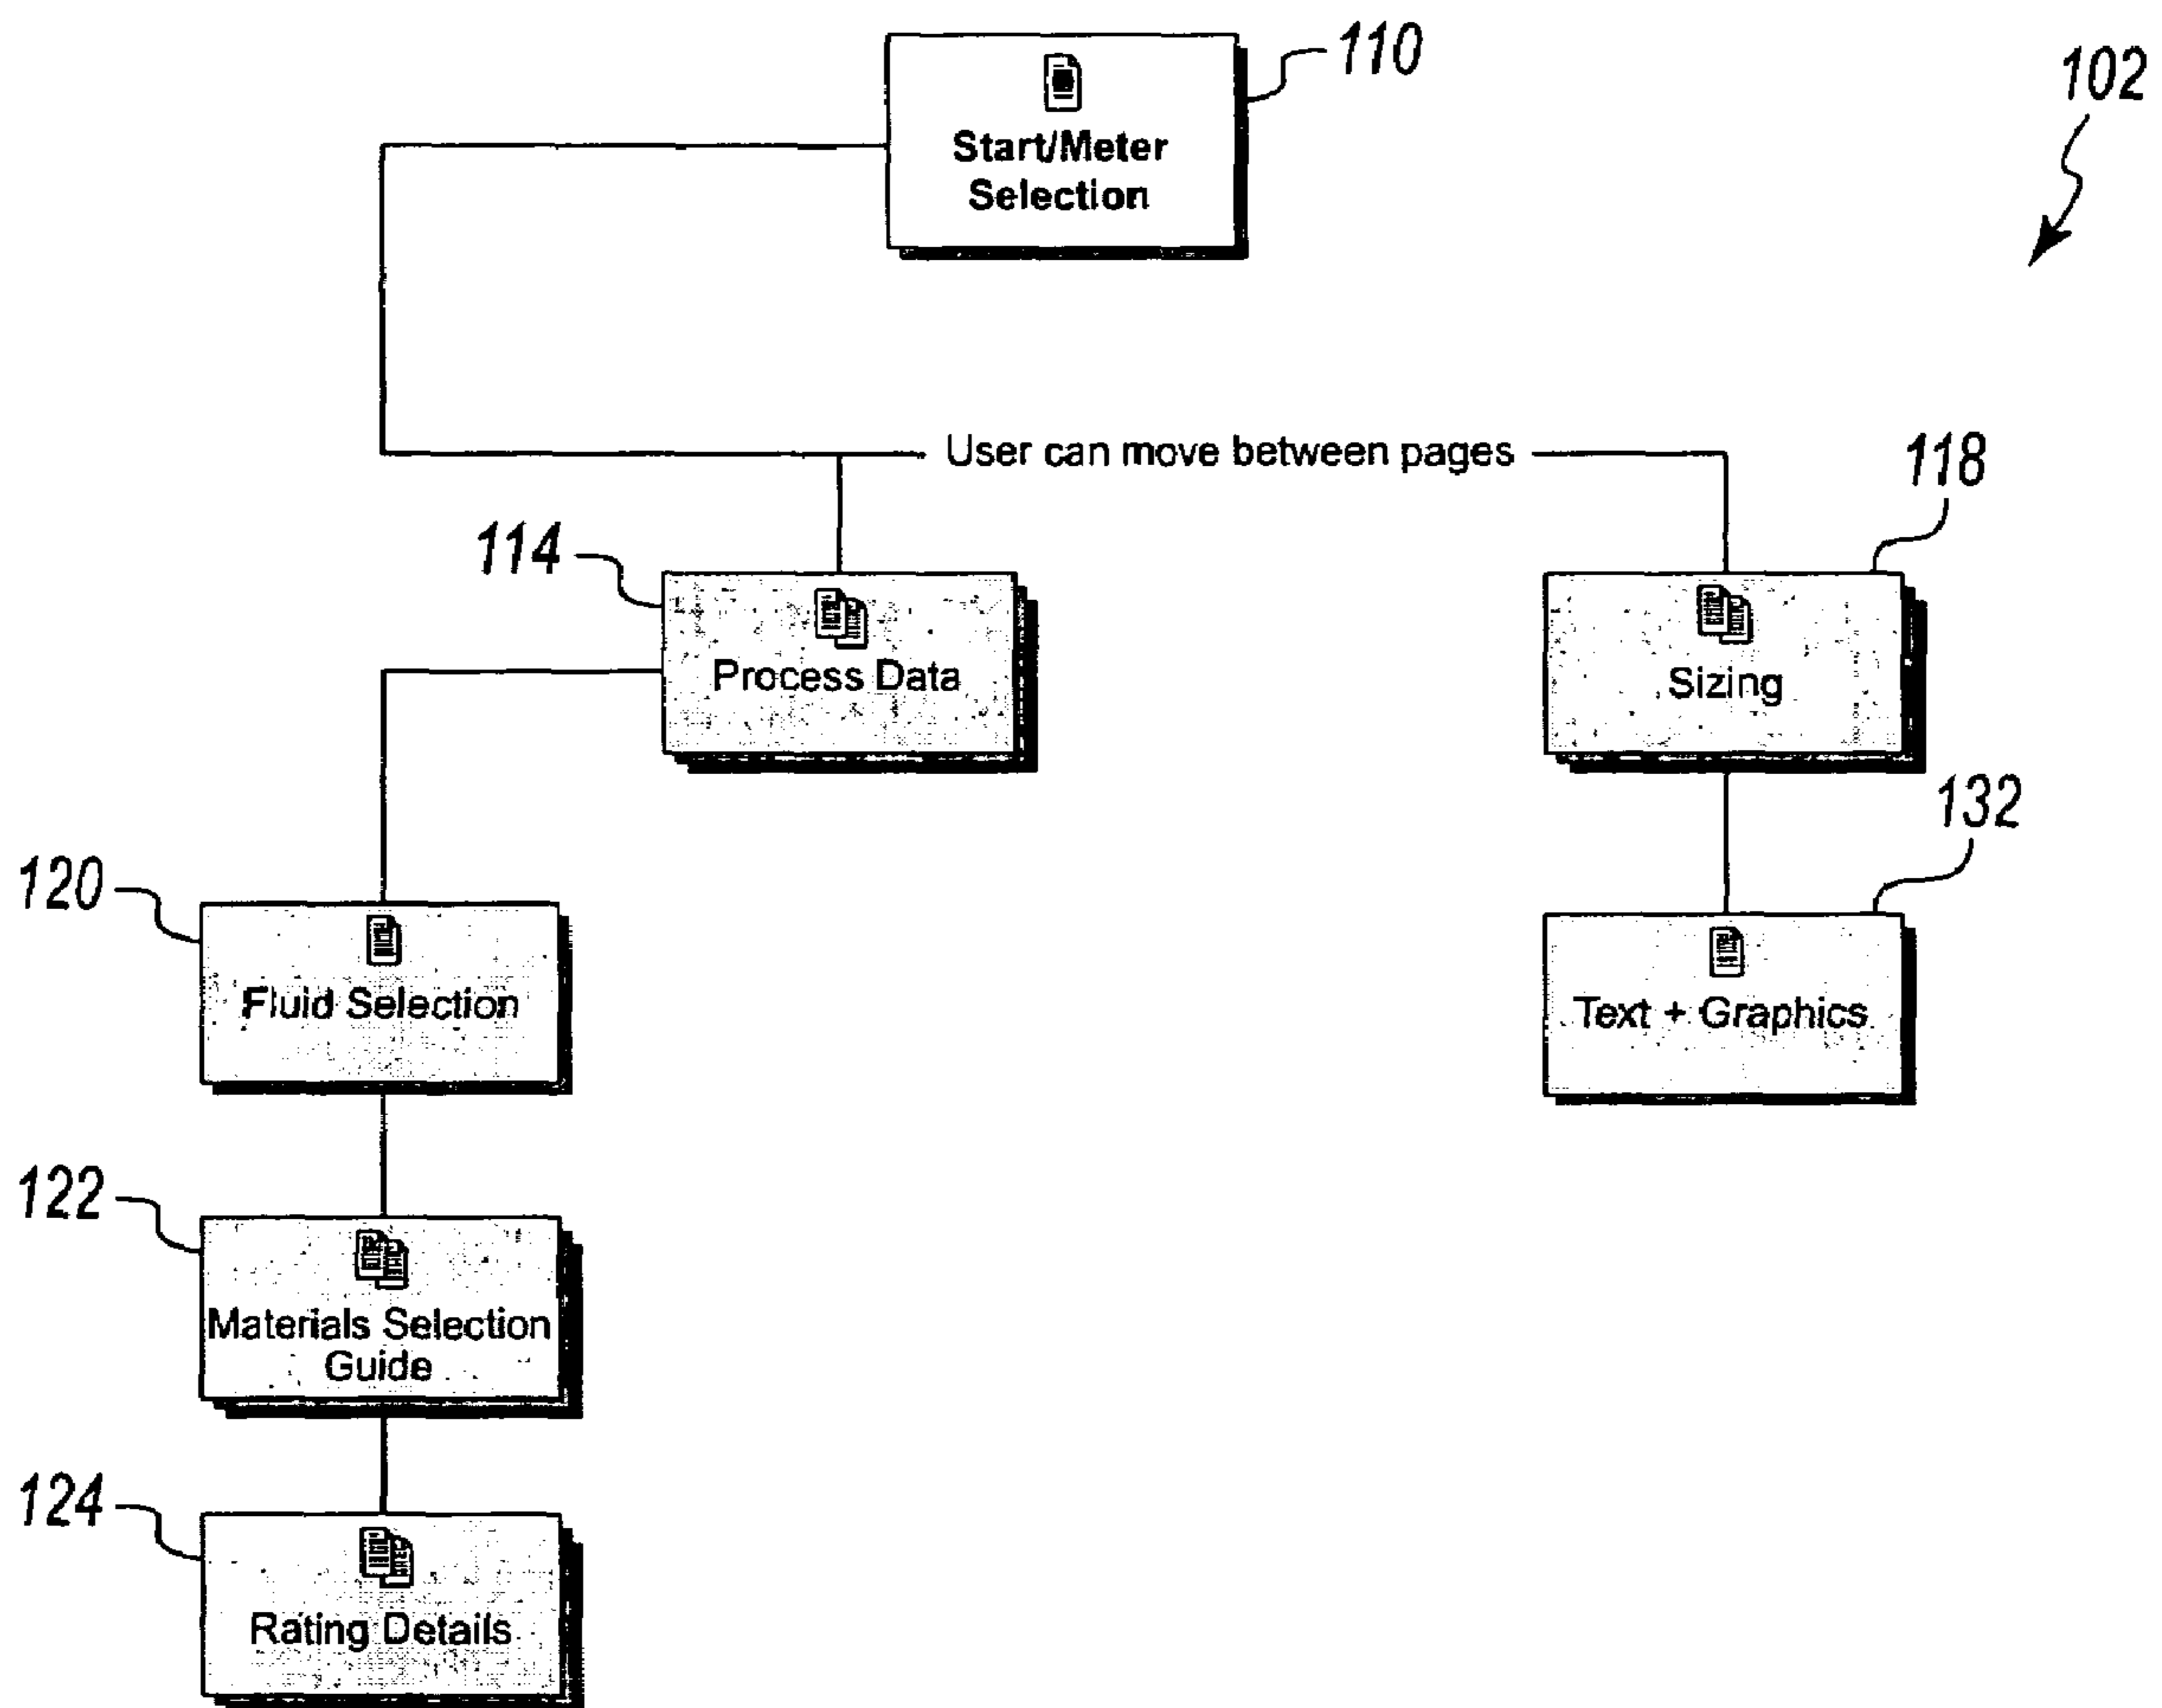 110
102
Start/Meter
Selection
User can move between pages
118
114
Process Data
Sizing
132
120
Fluid Selection
Text + Graphics
122
Materials Selection
Guide
124
Rating Details